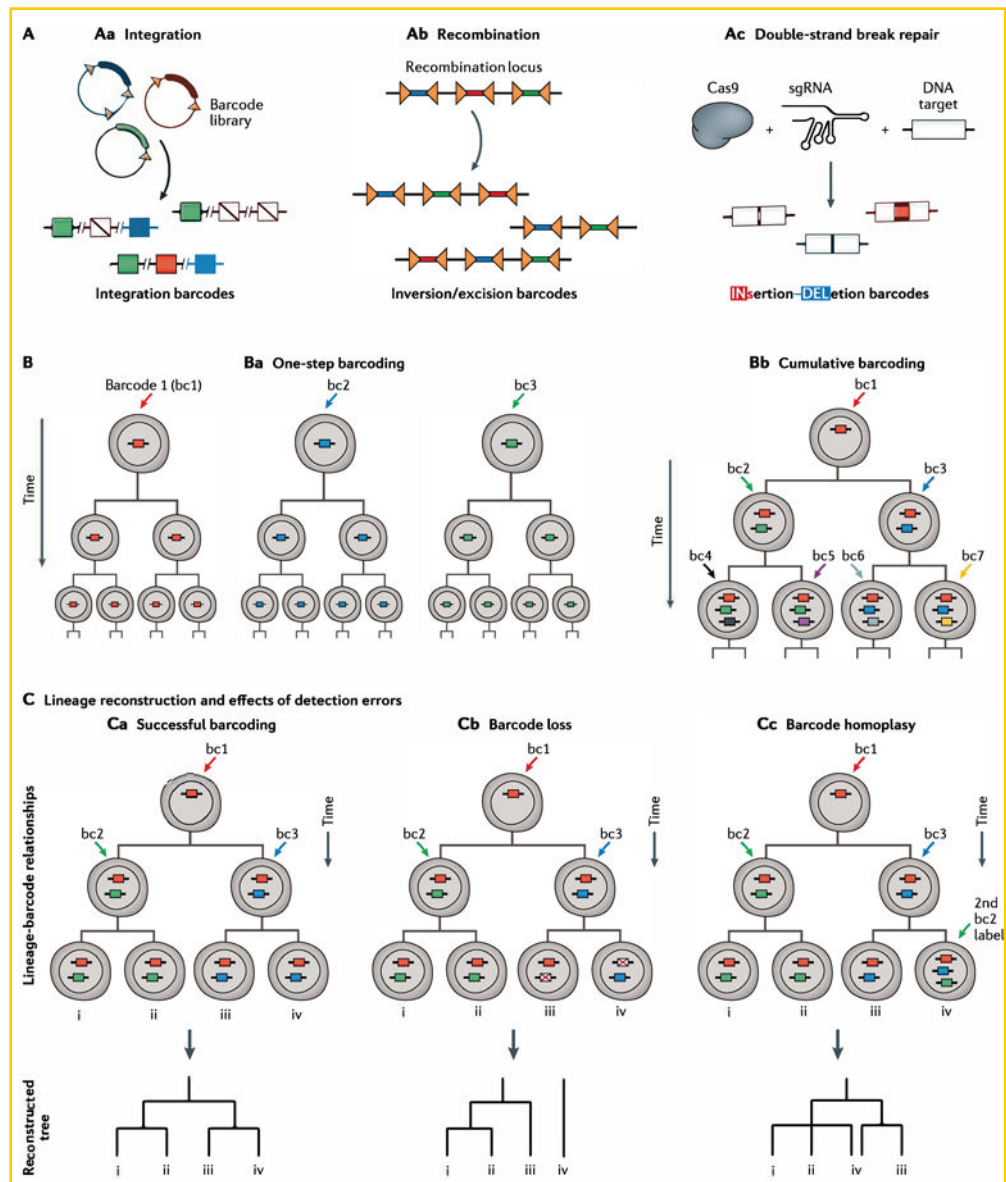 A
Aa Integration
Barcode
library
Integration barcodes
Ab Recombination
Recombination locus
Inversion/excision barcodes
Ac Double-strand break repair
Cas9
+
sgRNA
+
DNA
target
INsertion–DELetion barcodes
B
Ba One-step barcoding
Barcode 1 (bc1)
bc2
bc3
Time
Bb Cumulative barcoding
bc1
bc2
bc3
Time
bc4
bc5
bc6
bc7
C Lineage reconstruction and effects of detection errors
Lineage–barcode relationships
Ca Successful barcoding
bc1
Time
bc2
bc3
i
ii
iii
iv
Cb Barcode loss
bc1
Time
bc2
bc3
i
ii
iii
iv
Cc Barcode homoplasy
bc1
Time
bc2
bc3
2nd
bc2
label
i
ii
iii
iv
Reconstructed
tree
i
ii
iii
iv
i
ii
iii
iv
i
ii
iv
iii